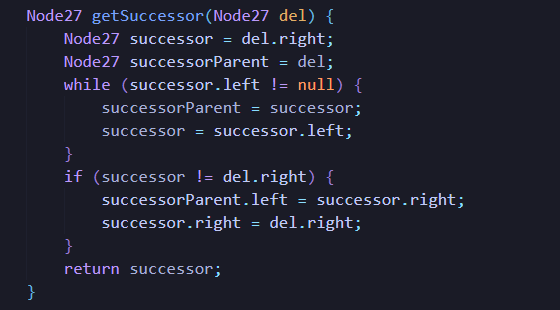 Node27 getSuccessor(Node27 del) {
    Node27 successor = del.right;
    Node27 successorParent = del;
    while (successor.left != null) {
        successorParent = successor;
        successor = successor.left;
    }
    if (successor != del.right) {
        successorParent.left = successor.right;
        successor.right = del.right;
    }
    return successor;
}